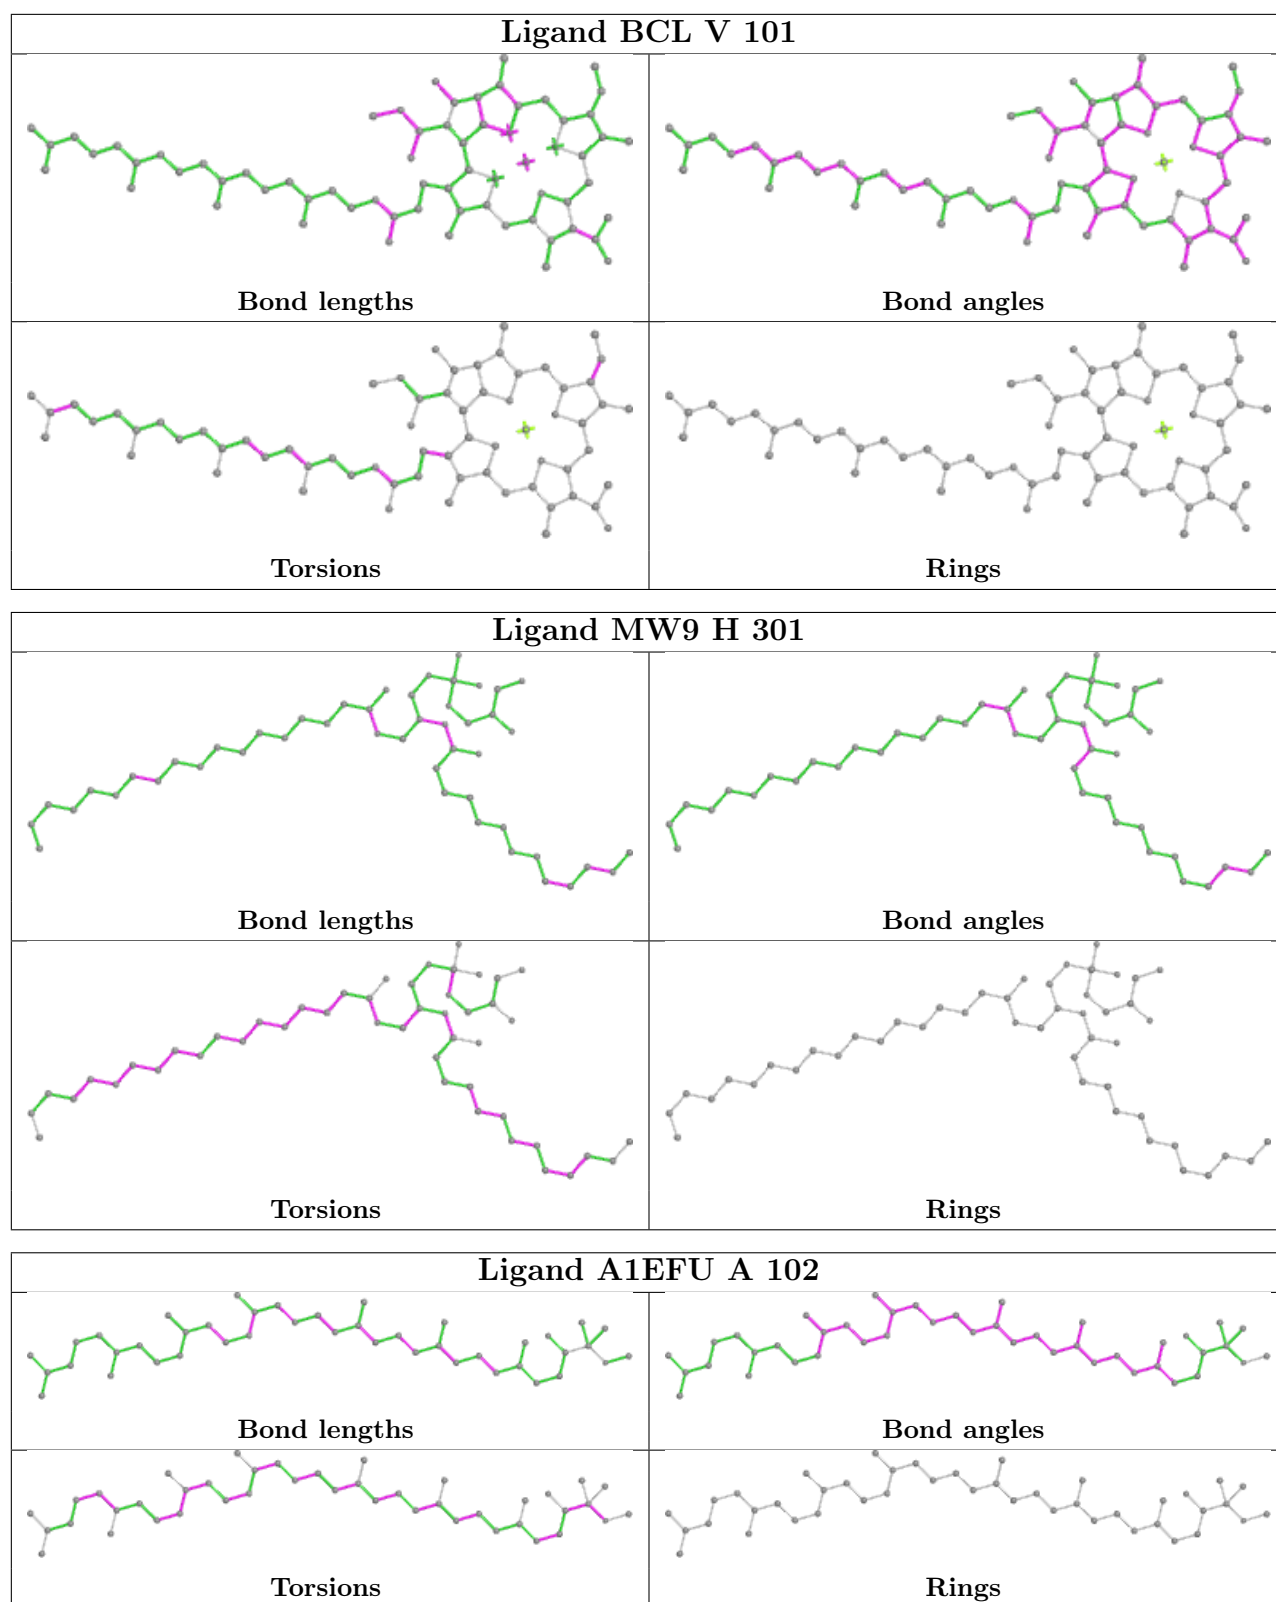 Ligand BCL V 101
Bond lengths
Bond angles
Torsions
Rings
Ligand MW9 H 301
Bond lengths
Bond angles
Torsions
Rings
Ligand A1EFU A 102
Bond lengths
Bond angles
Torsions
Rings